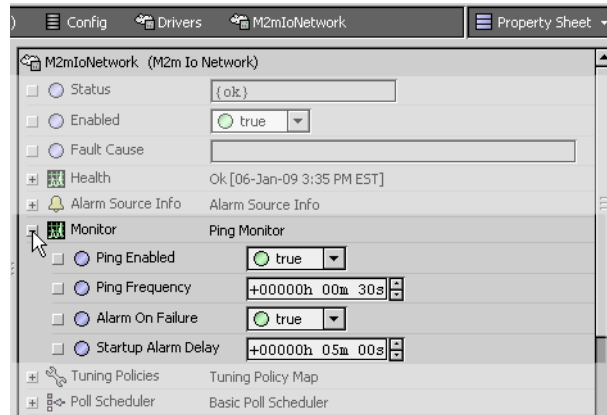 ) Config Drivers M2mIoNetwork Property Sheet
M2mIoNetwork (M2m Io Network)
Status {ok}
Enabled true
Fault Cause
Health Ok [06-Jan-09 3:35 PM EST]
Alarm Source Info Alarm Source Info
Monitor Ping Monitor
Ping Enabled true
Ping Frequency +00000h 00m 30s
Alarm On Failure true
Startup Alarm Delay +00000h 05m 00s
Tuning Policies Tuning Policy Map
Poll Scheduler Basic Poll Scheduler